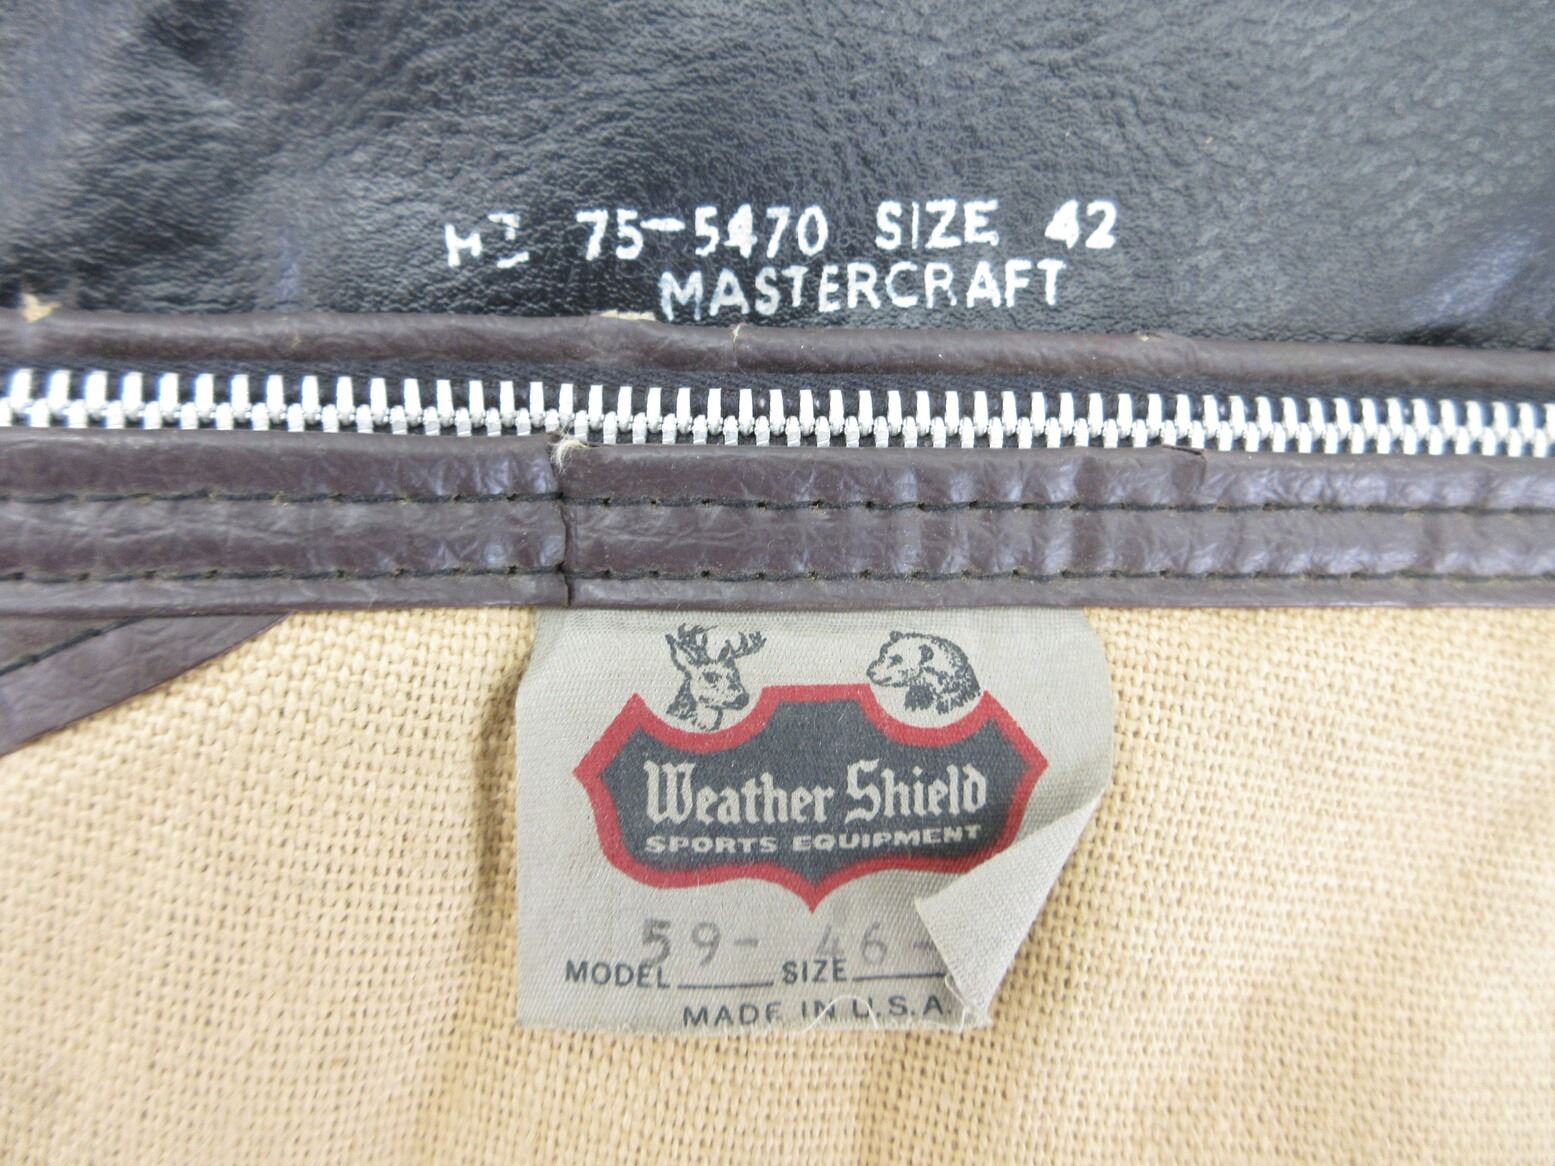 75-5470 SIZE 42
MASTERCRAFT
Weather Shield
SPORTS EQUIPMENT
59- 46-
MODEL SIZE
MADE IN U.S.A.